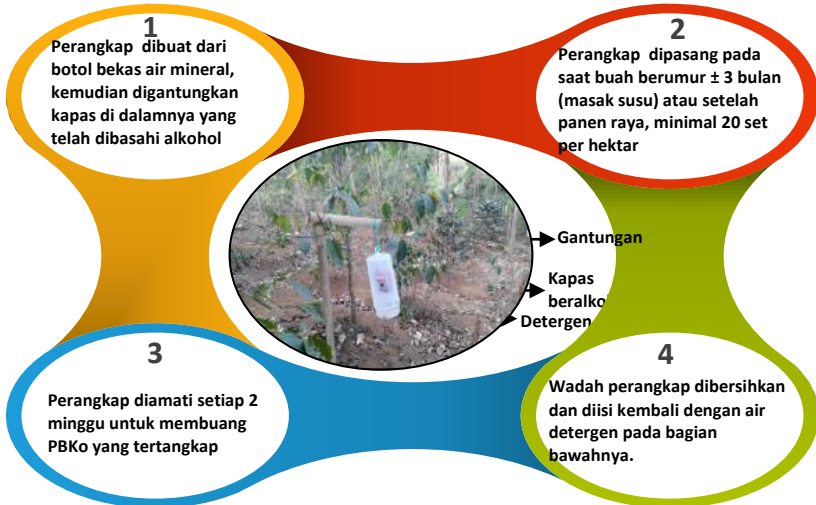 1
Perangkap dibuat dari
botol bekas air mineral,
kemudian digantungkan
kapas di dalamnya yang
telah dibasahi alkohol
2
Perangkap dipasang pada
saat buah berumur ± 3 bulan
(masak susu) atau setelah
panen raya, minimal 20 set
per hektar
Gantungan
Kapas
beralko
Detergen
3
Perangkap diamati setiap 2
minggu untuk membuang
PBKo yang tertangkap
4
Wadah perangkap dibersihkan
dan diisi kembali dengan air
detergen pada bagian
bawahnya.